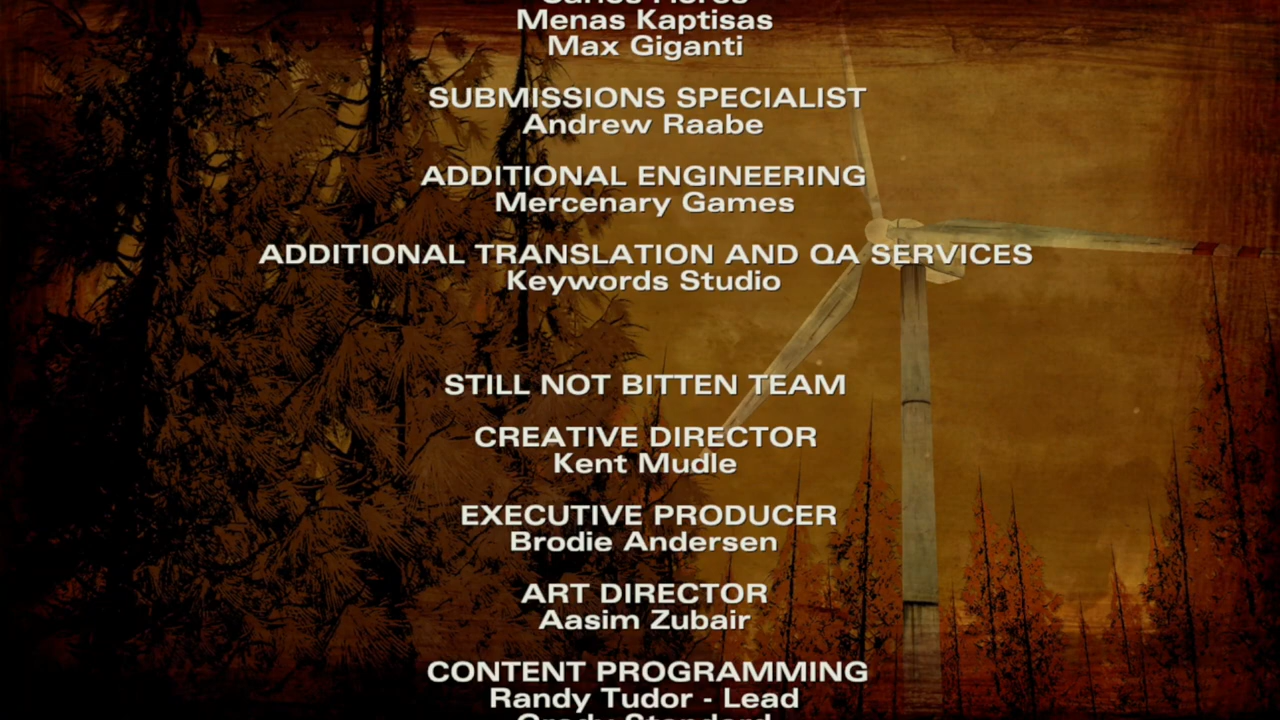 Menas Kaptisas
Max Giganti
SUBMISSIONS SPECIALIST
Andrew Raabe
ADDITIONAL ENGINEERING
Mercenary Games
ADDITIONAL TRANSLATION AND QA SERVICES
Keywords Studio
STILL NOT BITTEN TEAM
CREATIVE DIRECTOR
Kent Mudle
EXECUTIVE PRODUCER
Brodie Andersen
ART DIRECTOR
Aasim Zubair
CONTENT PROGRAMMING
Randy Tudor - Lead